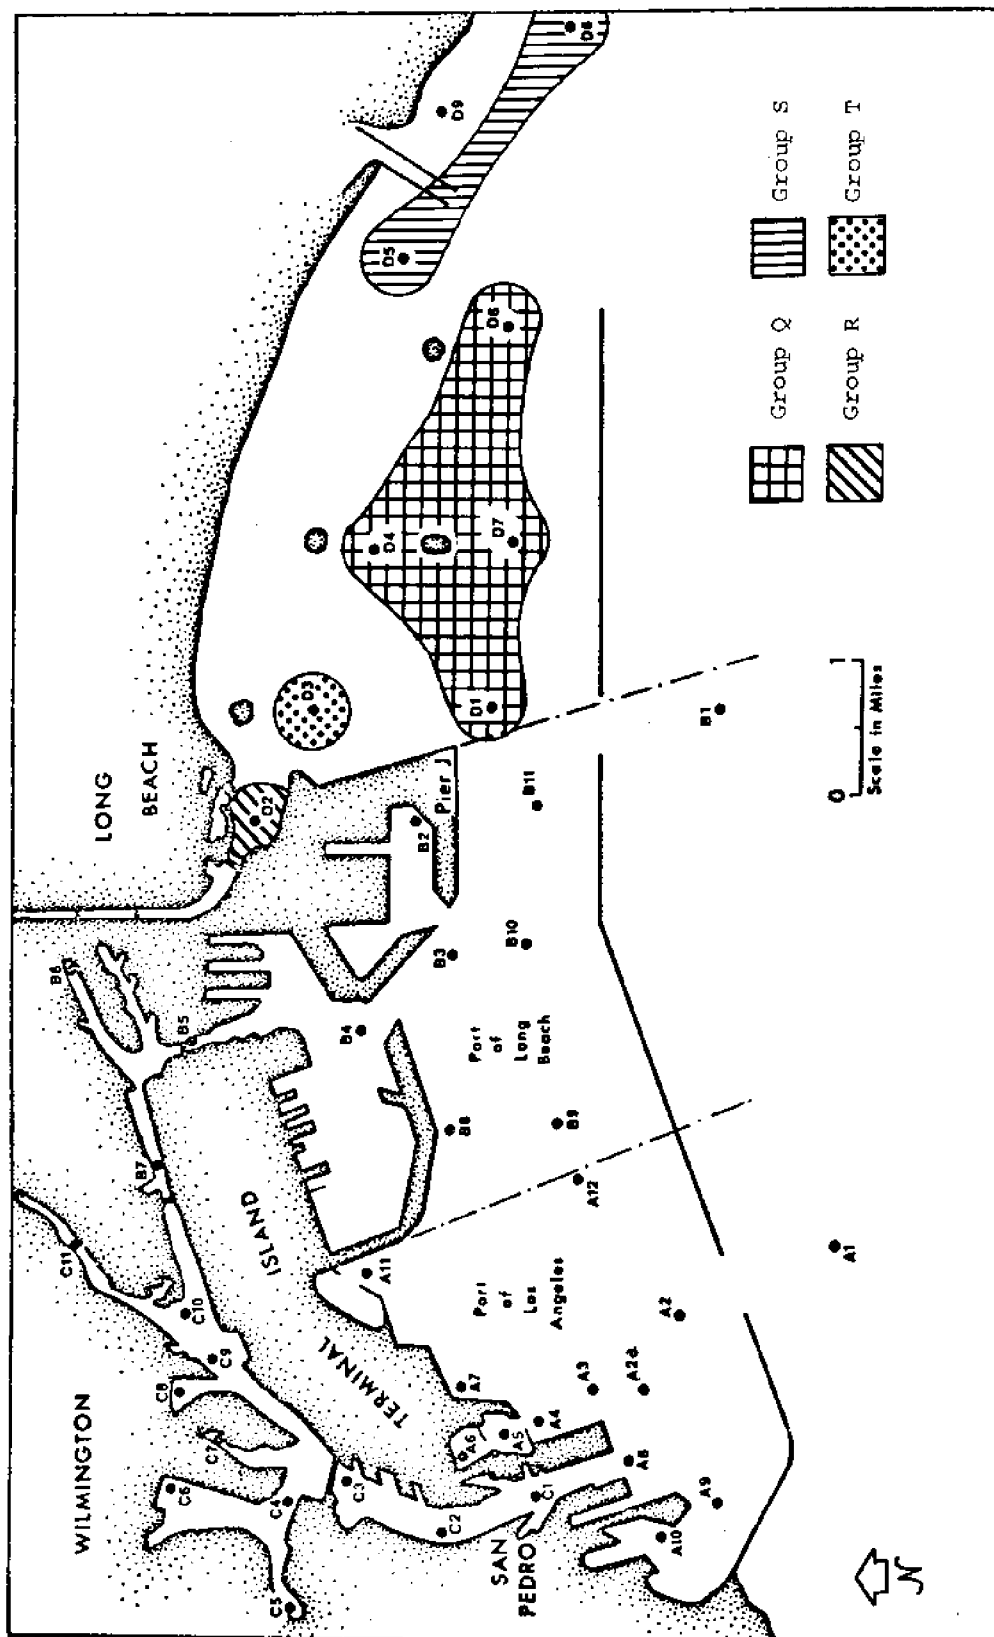 WILMINGTON
LONG
BEACH
SAN
PEDRO
TERMINAL
ISLAND
Pier J
Port
of
Los
Angeles
Port
of
Long
Beach
C5
C6
C7
C8
C9
C10
C11
C4
C3
C2
C1
B7
B6
B5
B4
B3
B2
B8
B9
B10
B11
B1
A11
A12
A7
A6
A5
A4
A3
A2
A1
A8
A9
A10
D2
D3
D1
D4
D7
D6
D5
D9
D8
N
0 1
Scale in Miles
Group Q
Group S
Group R
Group T